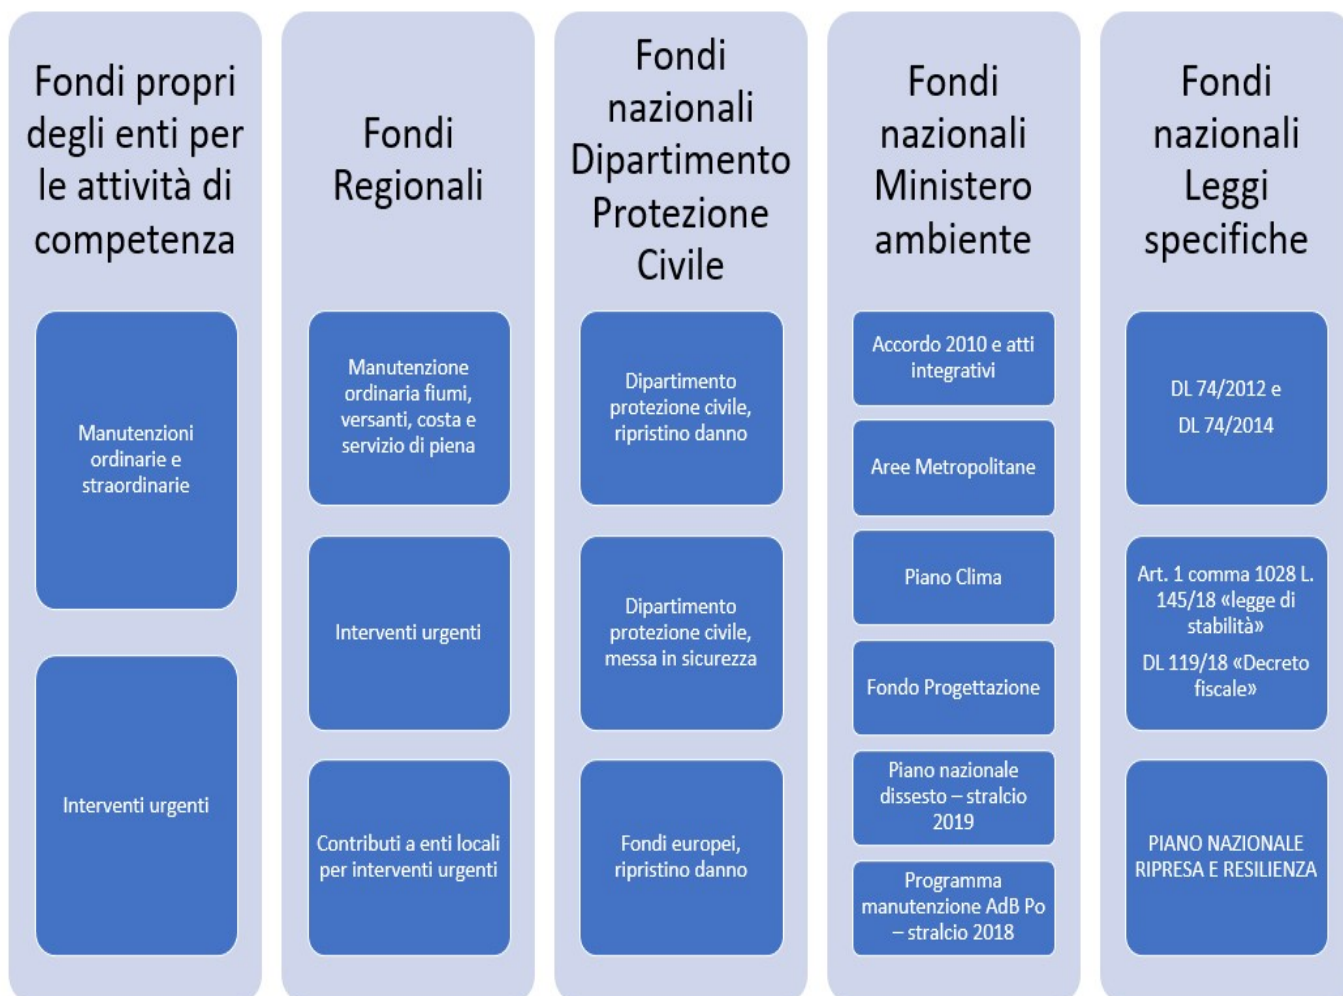 Fondi propri
degli enti per
le attività di
competenza
Manutenzioni
ordinarie e
straordinarie
Interventi urgenti
Fondi
Regionali
Manutenzione
ordinaria fiumi,
versanti, costa e
servizio di piena
Interventi urgenti
Contributi a enti locali
per interventi urgenti
Fondi
nazionali
Dipartimento
Protezione
Civile
Dipartimento
protezione civile,
ripristino danno
Dipartimento
protezione civile,
messa in sicurezza
Fondi europei,
ripristino danno
Fondi
nazionali
Ministero
ambiente
Accordo 2010 e atti
integrativi
Aree Metropolitane
Piano Clima
Fondo Progettazione
Piano nazionale
dissesto – stralcio
2019
Programma
manutenzione AdB Po
– stralcio 2018
Fondi
nazionali
Leggi
specifiche
DL 74/2012 e
DL 74/2014
Art. 1 comma 1028 L.
145/18 «legge di
stabilità»
DL 119/18 «Decreto
fiscale»
PIANO NAZIONALE
RIPRESA E RESILIENZA